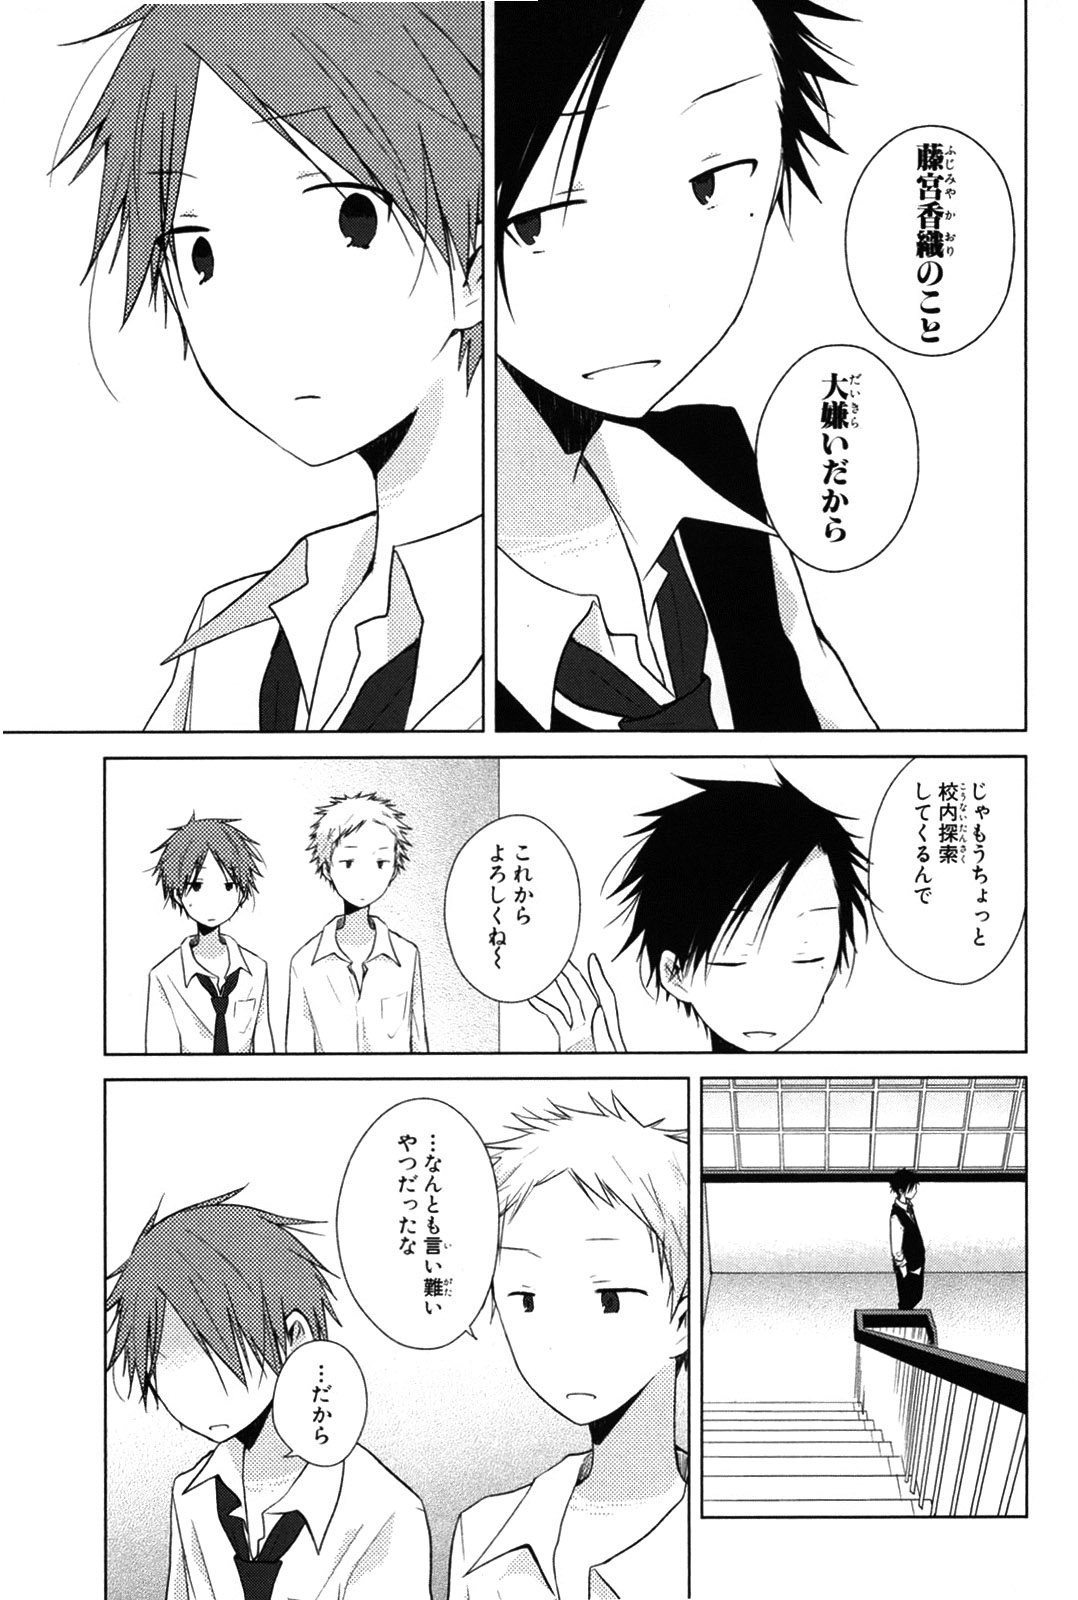 藤宮香織のこと
大嫌いだから
じゃもうちょっと
校内探索
してくるんで
これから
よろしくね〜
…なんとも言い難い
やつだったな
…だから